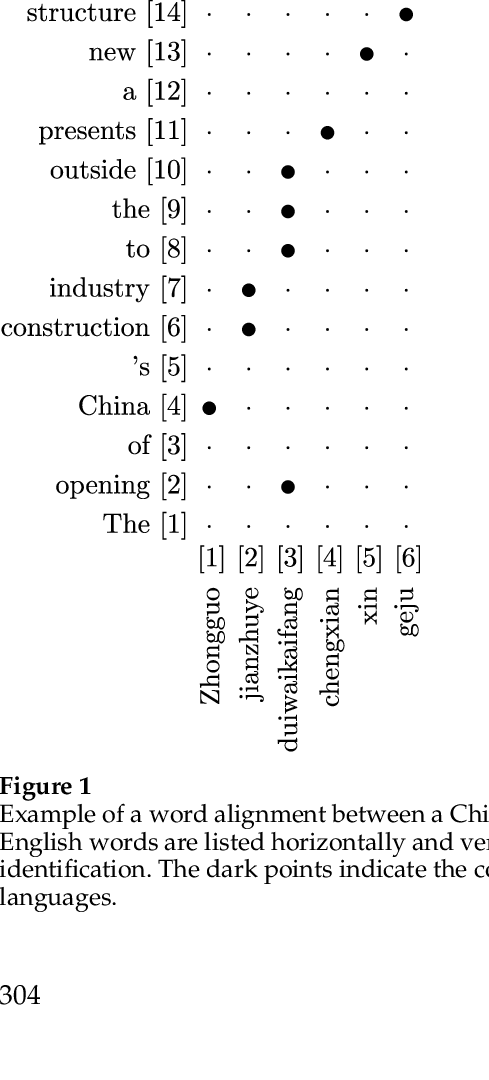 structure [14]
new [13]
a [12]
presents [11]
outside [10]
the [9]
to [8]
industry [7]
construction [6]
's [5]
China [4]
of [3]
opening [2]
The [1]
[1] [2] [3] [4] [5] [6]
Zhongguo
jianzhuye
duiwaikaifang
chengxian
xin
geju
Figure 1
Example of a word alignment between a Chi
English words are listed horizontally and ver
identification. The dark points indicate the co
languages.
304